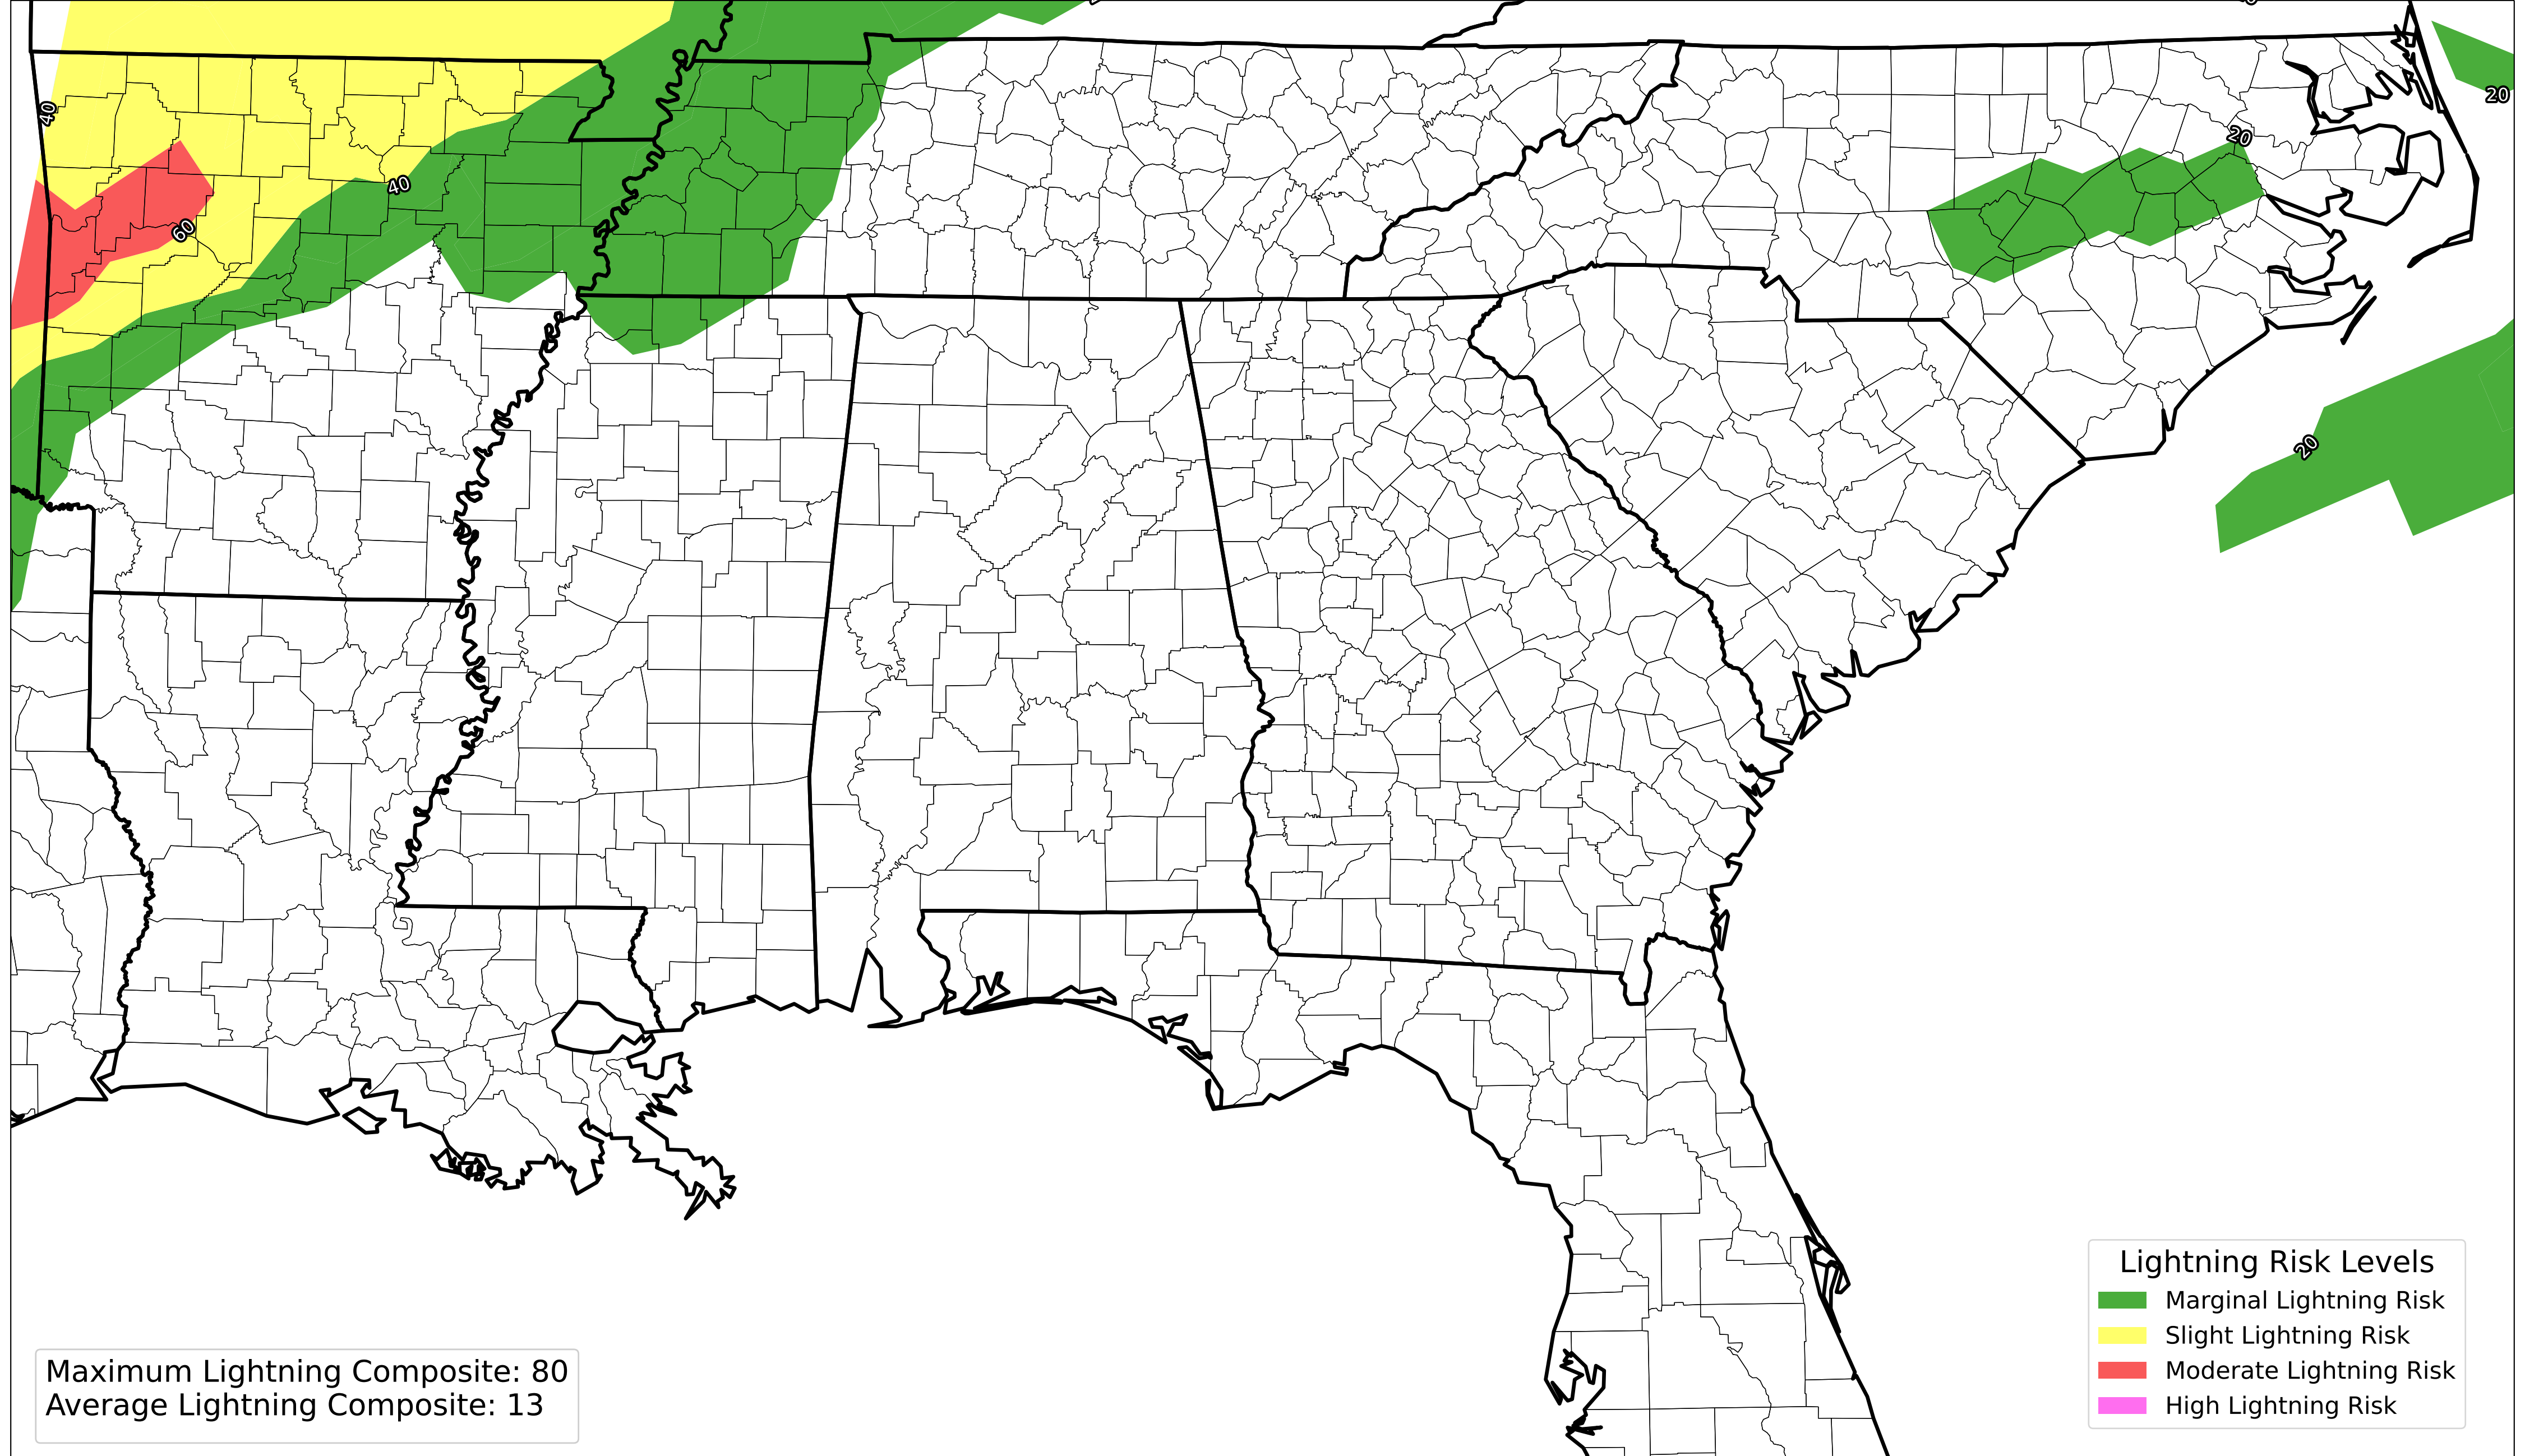 40
20
20
40
60
20
Lightning Risk Levels
Marginal Lightning Risk
Slight Lightning Risk
Moderate Lightning Risk
High Lightning Risk
Maximum Lightning Composite: 80
Average Lightning Composite: 13